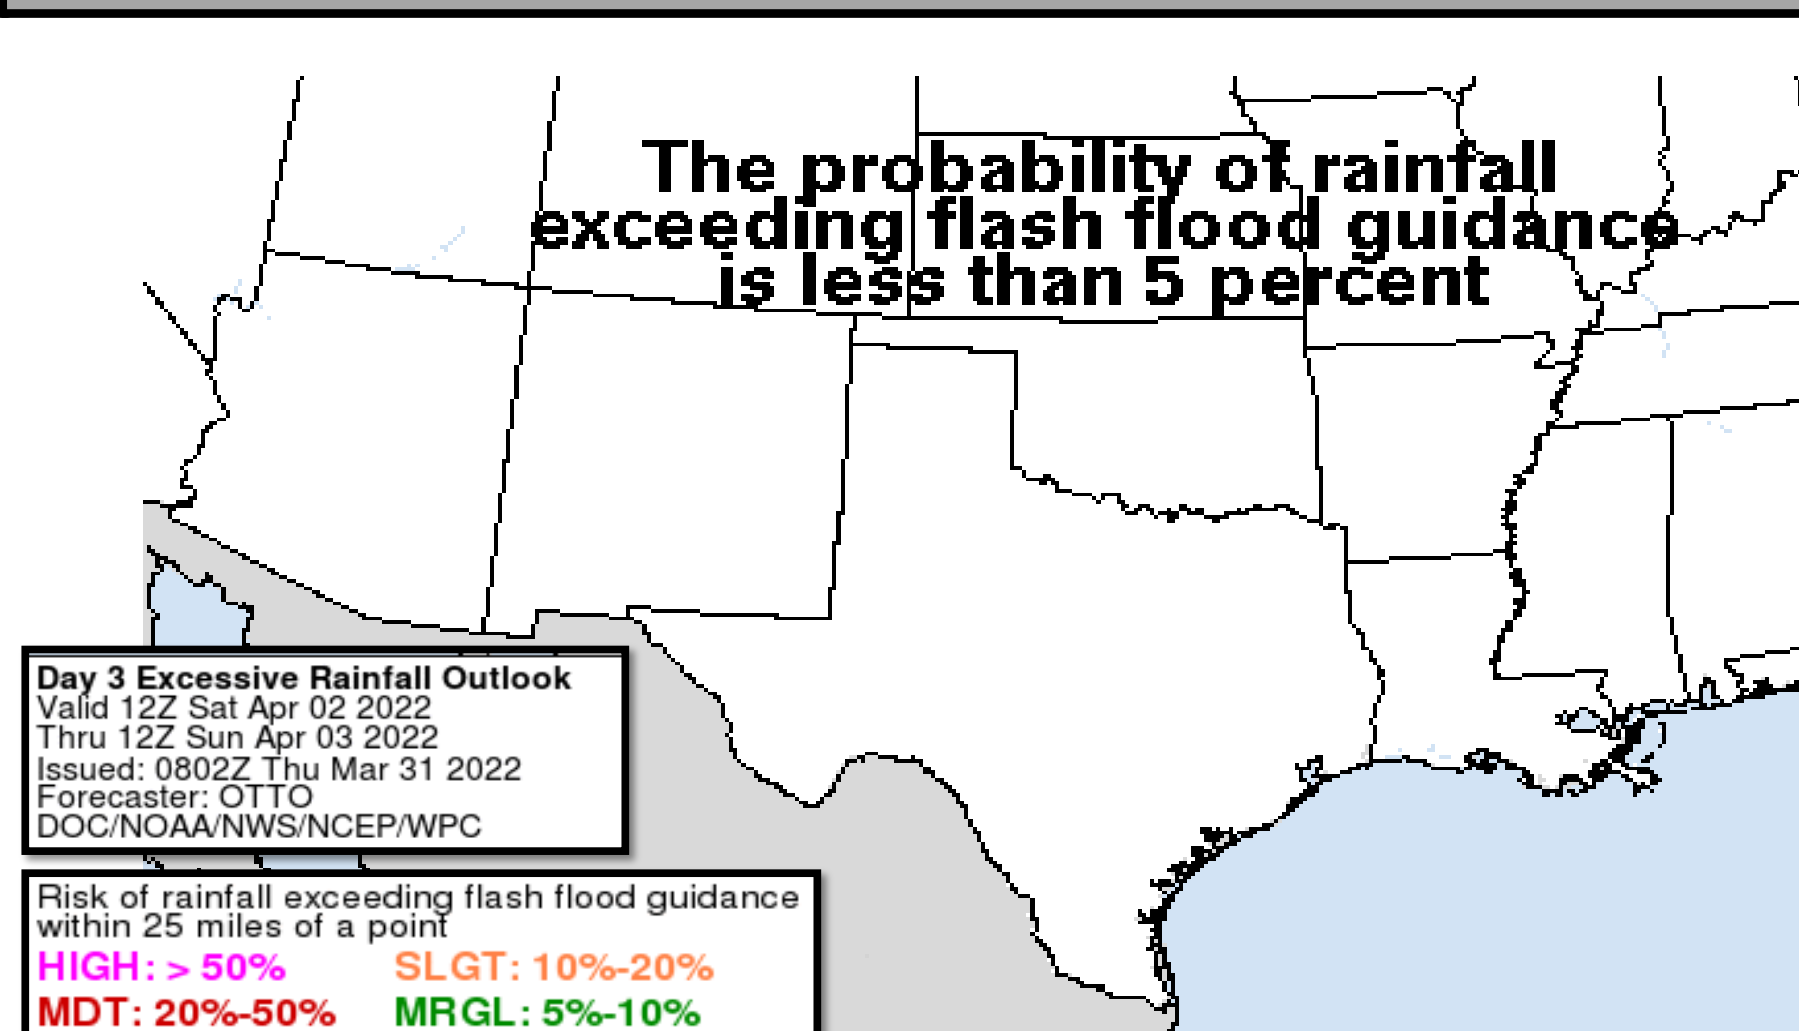 The probability of rainfall
exceeding flash flood guidance
is less than 5 percent
Day 3 Excessive Rainfall Outlook
Valid 12Z Sat Apr 02 2022
Thru 12Z Sun Apr 03 2022
Issued: 0802Z Thu Mar 31 2022
Forecaster: OTTO
DOC/NOAA/NWS/NCEP/WPC
Risk of rainfall exceeding flash flood guidance
within 25 miles of a point
HIGH: > 50% SLGT: 10%-20%
MDT: 20%-50% MRGL: 5%-10%